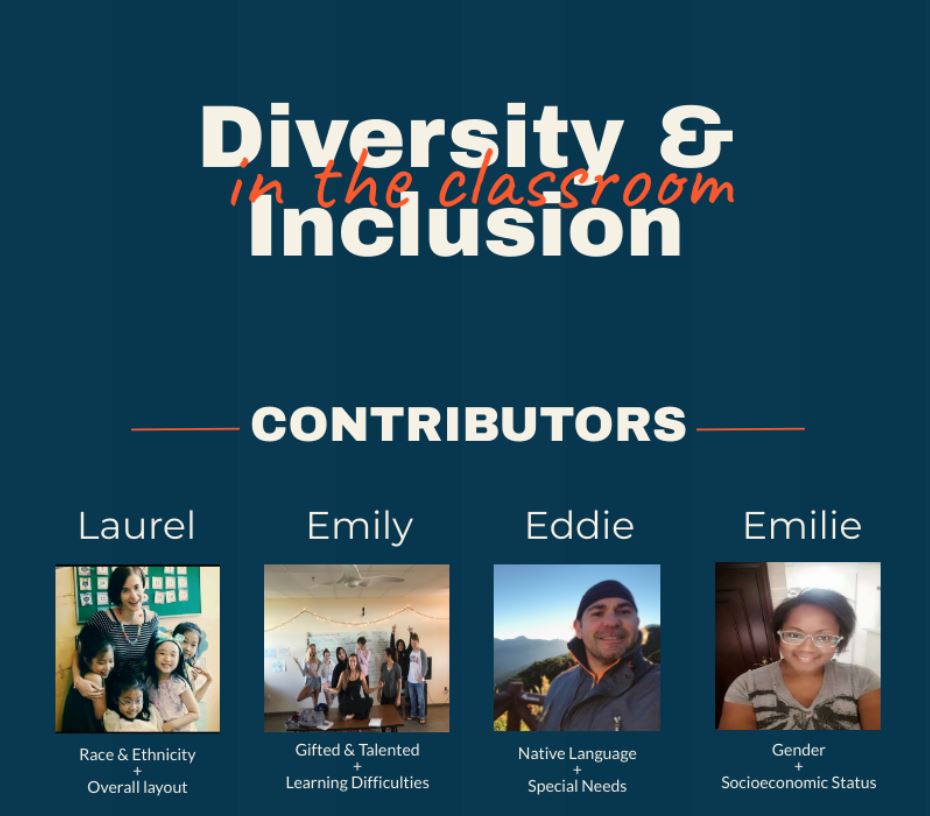 Diversity &
in the classroom
Inclusion
CONTRIBUTORS
Laurel
Emily
Eddie
Emilie
Race & Ethnicity
+
Overall layout
Gifted & Talented
+
Learning Difficulties
Native Language
+
Special Needs
Gender
+
Socioeconomic Status